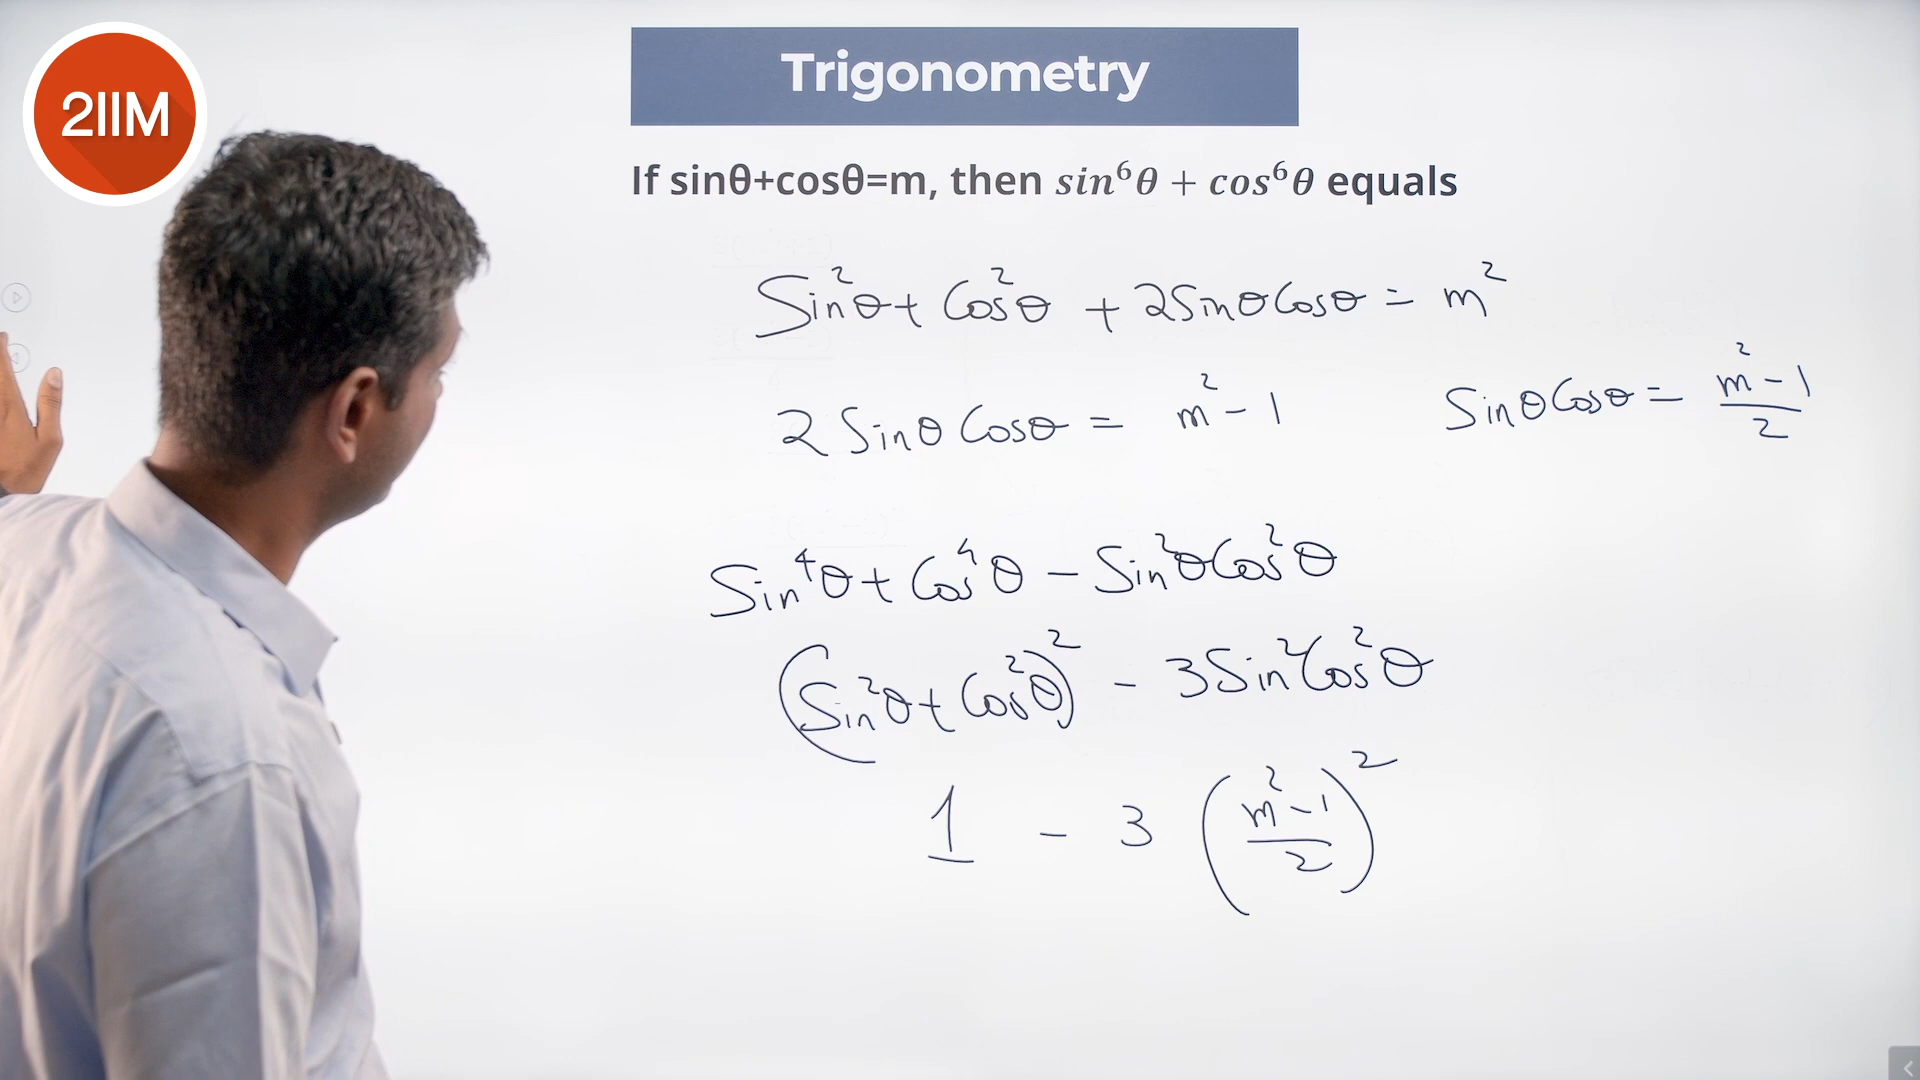 2IIM
Trigonometry
If sinθ+cosθ=m, then sin⁶θ + cos⁶θ equals
Sin²θ + Cos²θ + 2SinθCosθ = m²
2 Sinθ Cosθ = m² - 1
SinθCosθ = (m² - 1)/2
Sin⁴θ + Cos⁴θ - Sin²θCos²θ
(Sin²θ + Cos²θ)² - 3Sin²Cos²θ
1 - 3 ((m² - 1)/2)²